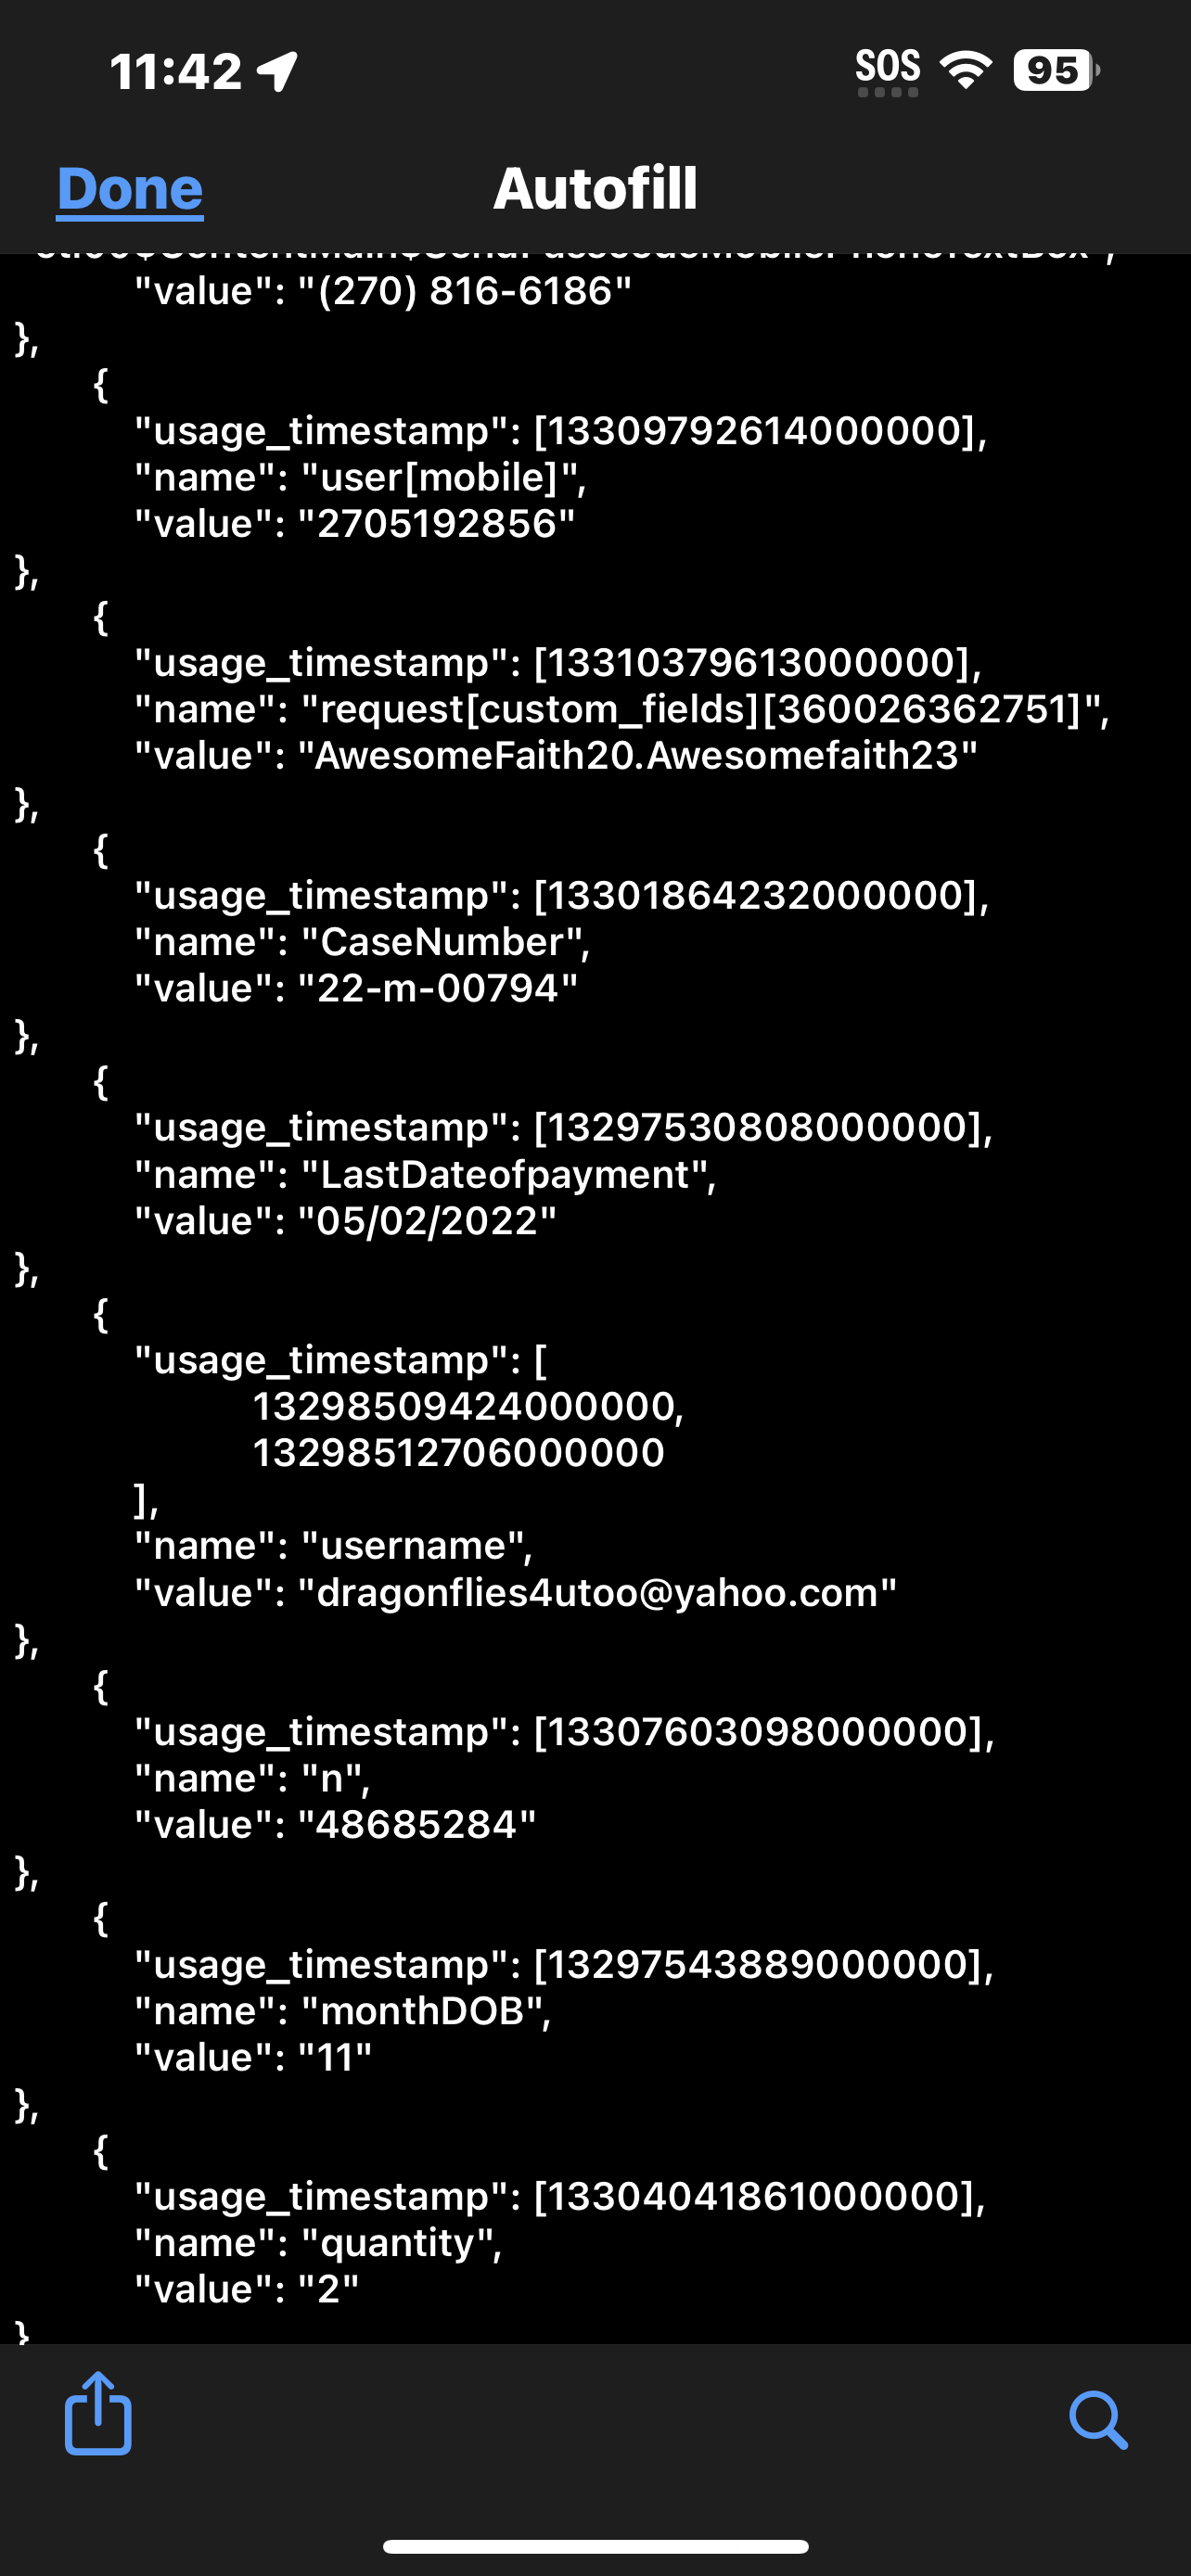 11:42
SOS
95
Done
Autofill
"value": "(270) 816-6186"
},
{
"usage_timestamp": [13309792614000000],
"name": "user[mobile]",
"value": "2705192856"
},
{
"usage_timestamp": [13310379613000000],
"name": "request[custom_fields][360026362751]",
"value": "AwesomeFaith20.Awesomefaith23"
},
{
"usage_timestamp": [13301864232000000],
"name": "CaseNumber",
"value": "22-m-00794"
},
{
"usage_timestamp": [13297530808000000],
"name": "LastDateofpayment",
"value": "05/02/2022"
},
{
"usage_timestamp": [
13298509424000000,
13298512706000000
],
"name": "username",
"value": "dragonflies4utoo@yahoo.com"
},
{
"usage_timestamp": [13307603098000000],
"name": "n",
"value": "48685284"
},
{
"usage_timestamp": [13297543889000000],
"name": "monthDOB",
"value": "11"
},
{
"usage_timestamp": [13304041861000000],
"name": "quantity",
"value": "2"
}